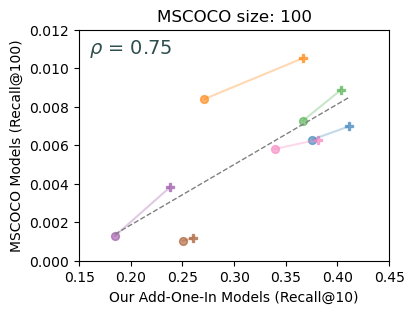 MSCOCO size: 100
ρ = 0.75
MSCOCO Models (Recall@100)
0.012
0.010
0.008
0.006
0.004
0.002
0.000
0.15 0.20 0.25 0.30 0.35 0.40 0.45
Our Add-One-In Models (Recall@10)